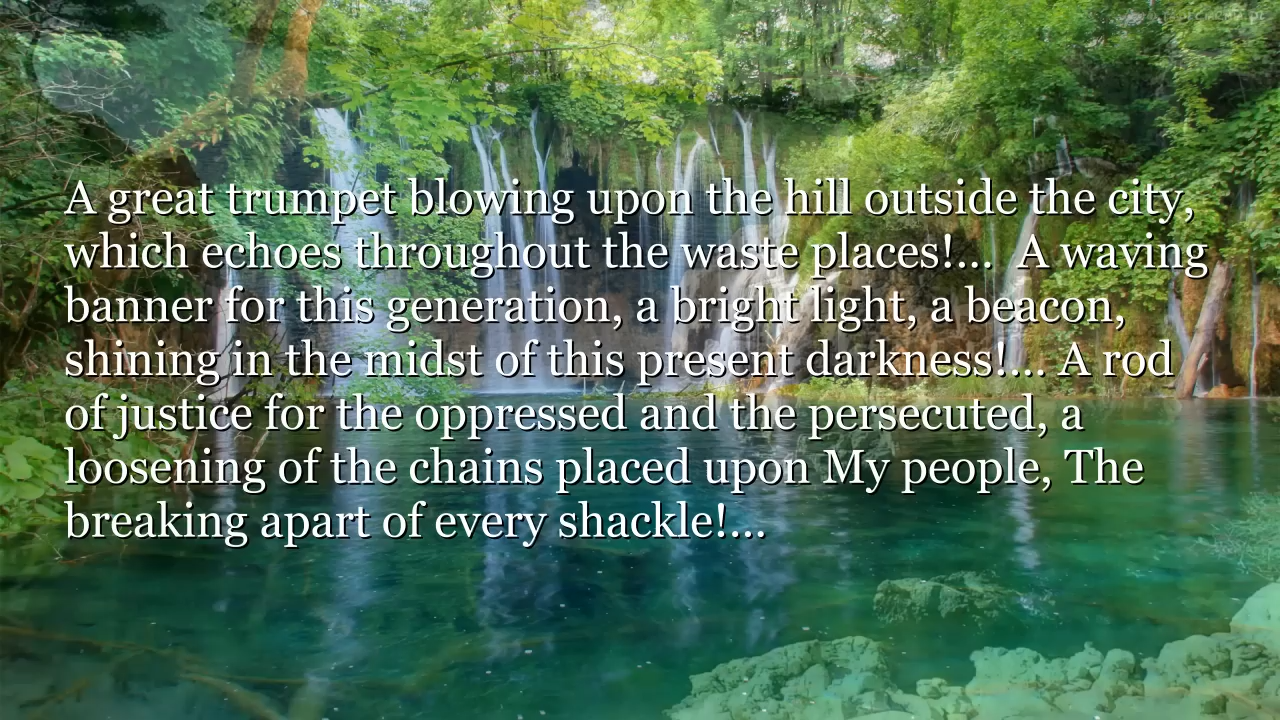 A great trumpet blowing upon the hill outside the city,
which echoes throughout the waste places!...  A waving
banner for this generation, a bright light, a beacon,
shining in the midst of this present darkness!... A rod
of justice for the oppressed and the persecuted, a
loosening of the chains placed upon My people, The
breaking apart of every shackle!...